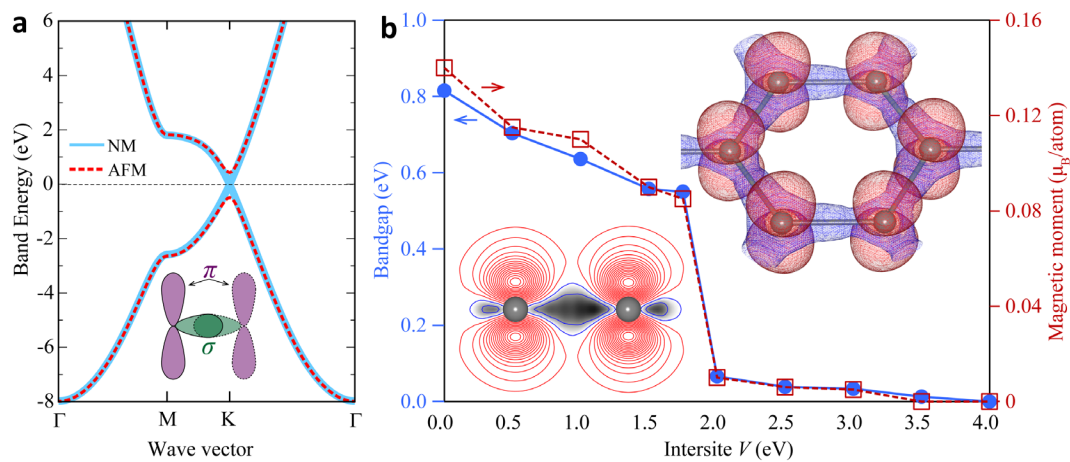 a
6
4
2
0
-2
-4
-6
-8
Band Energy (eV)
NM
AFM
π
σ
Γ
M
K
Γ
Wave vector
b
1.0
0.8
0.6
0.4
0.2
0.0
Bandgap (eV)
0.16
0.12
0.08
0.04
0
Magnetic moment (μB/atom)
0.0
0.5
1.0
1.5
2.0
2.5
3.0
3.5
4.0
Intersite V (eV)